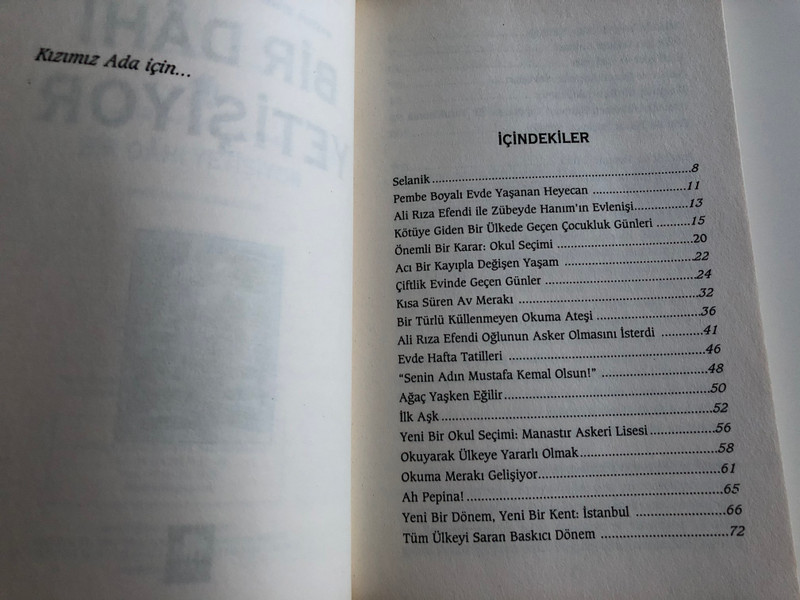 Kızımız Ada için...
BİR DÂHİ
YETİŞİYOR
İÇİNDEKİLER
Selanik..........8
Pembe Boyalı Evde Yaşanan Heyecan ..........11
Ali Rıza Efendi ile Zübeyde Hanım'ın Evlenişi..........13
Kötüye Giden Bir Ülkede Geçen Çocukluk Günleri ..........15
Önemli Bir Karar: Okul Seçimi ..........20
Acı Bir Kayıpla Değişen Yaşam ..........22
Çiftlik Evinde Geçen Günler ..........24
Kısa Süren Av Merakı ..........32
Bir Türlü Küllenmeyen Okuma Ateşi ..........36
Ali Rıza Efendi Oğlunun Asker Olmasını İsterdi ..........41
Evde Hafta Tatilleri ..........46
"Senin Adın Mustafa Kemal Olsun!" ..........48
Ağaç Yaşken Eğilir..........50
İlk Aşk..........52
Yeni Bir Okul Seçimi: Manastır Askeri Lisesi..........56
Okuyarak Ülkeye Yararlı Olmak..........58
Okuma Merakı Gelişiyor..........61
Ah Pepina!..........65
Yeni Bir Dönem, Yeni Bir Kent: İstanbul ..........66
Tüm Ülkeyi Saran Baskıcı Dönem ..........72